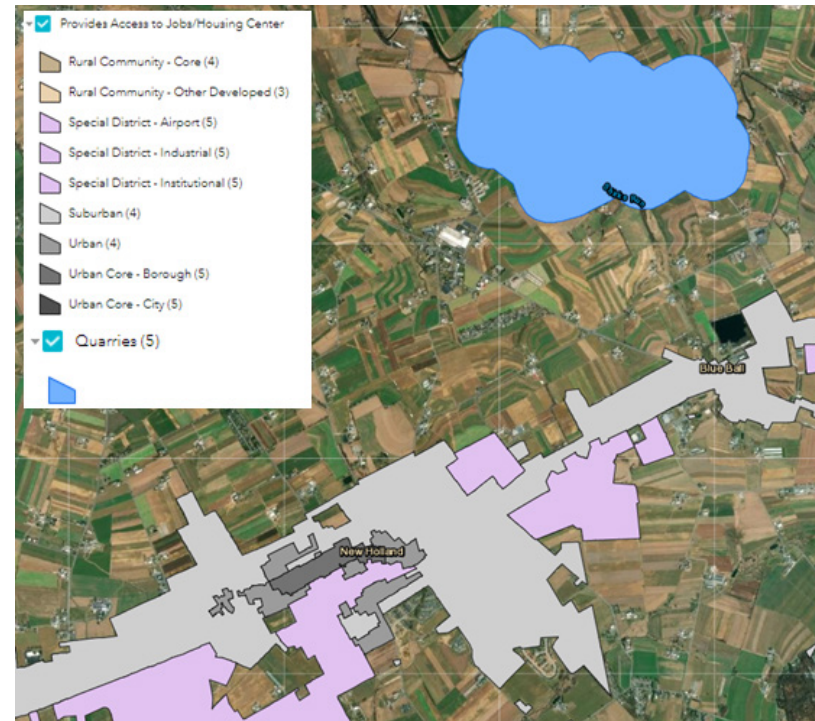 Provides Access to Jobs/Housing Center
Rural Community - Core (4)
Rural Community - Other Developed (3)
Special District - Airport (5)
Special District - Industrial (5)
Special District - Institutional (5)
Suburban (4)
Urban (4)
Urban Core - Borough (5)
Urban Core - City (5)
Quarries (5)
Blue Ball
New Holland